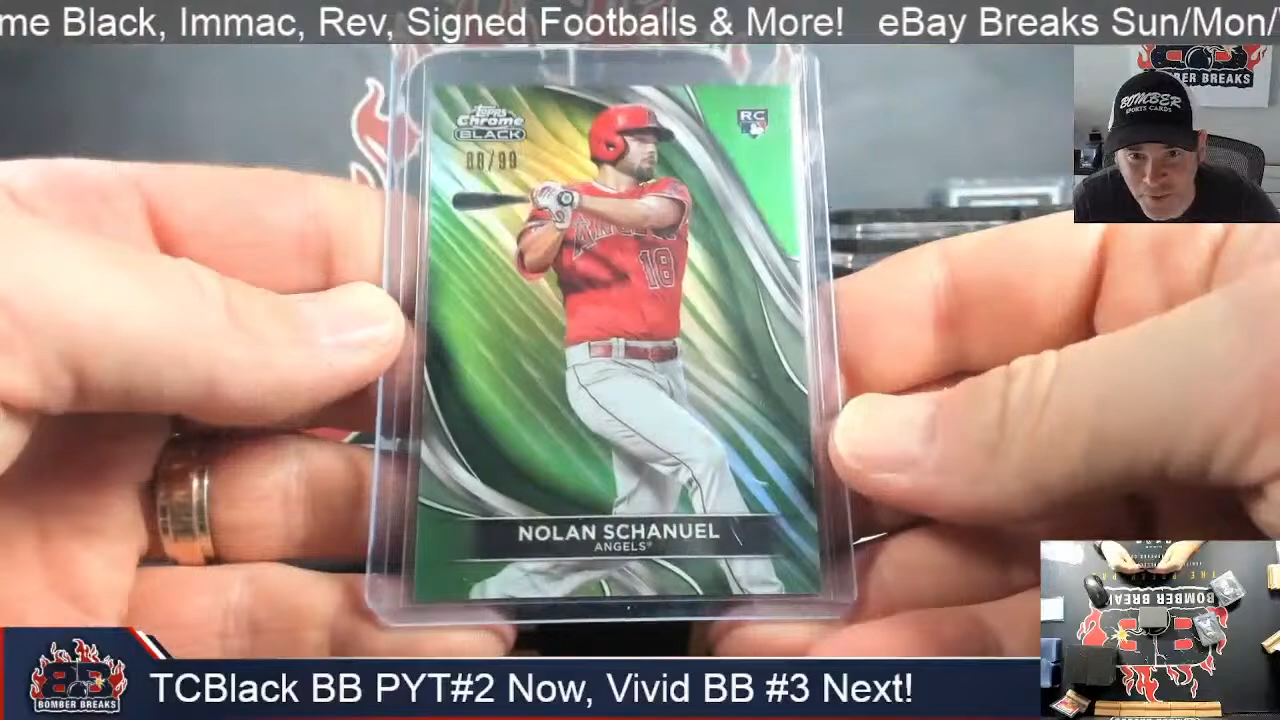 me Black, Immac, Rev, Signed Footballs & More!   eBay Breaks Sun/Mon/
BOMBER BREAKS
BOMBER
SPORTS CARDS
TOPPS
Chrome
BLACK
RC
ANGELS
18
NOLAN SCHANUEL
ANGELS®
BOMBER BREAKS
BB
BOMBER BREAKS
TCBlack BB PYT#2 Now, Vivid BB #3 Next!